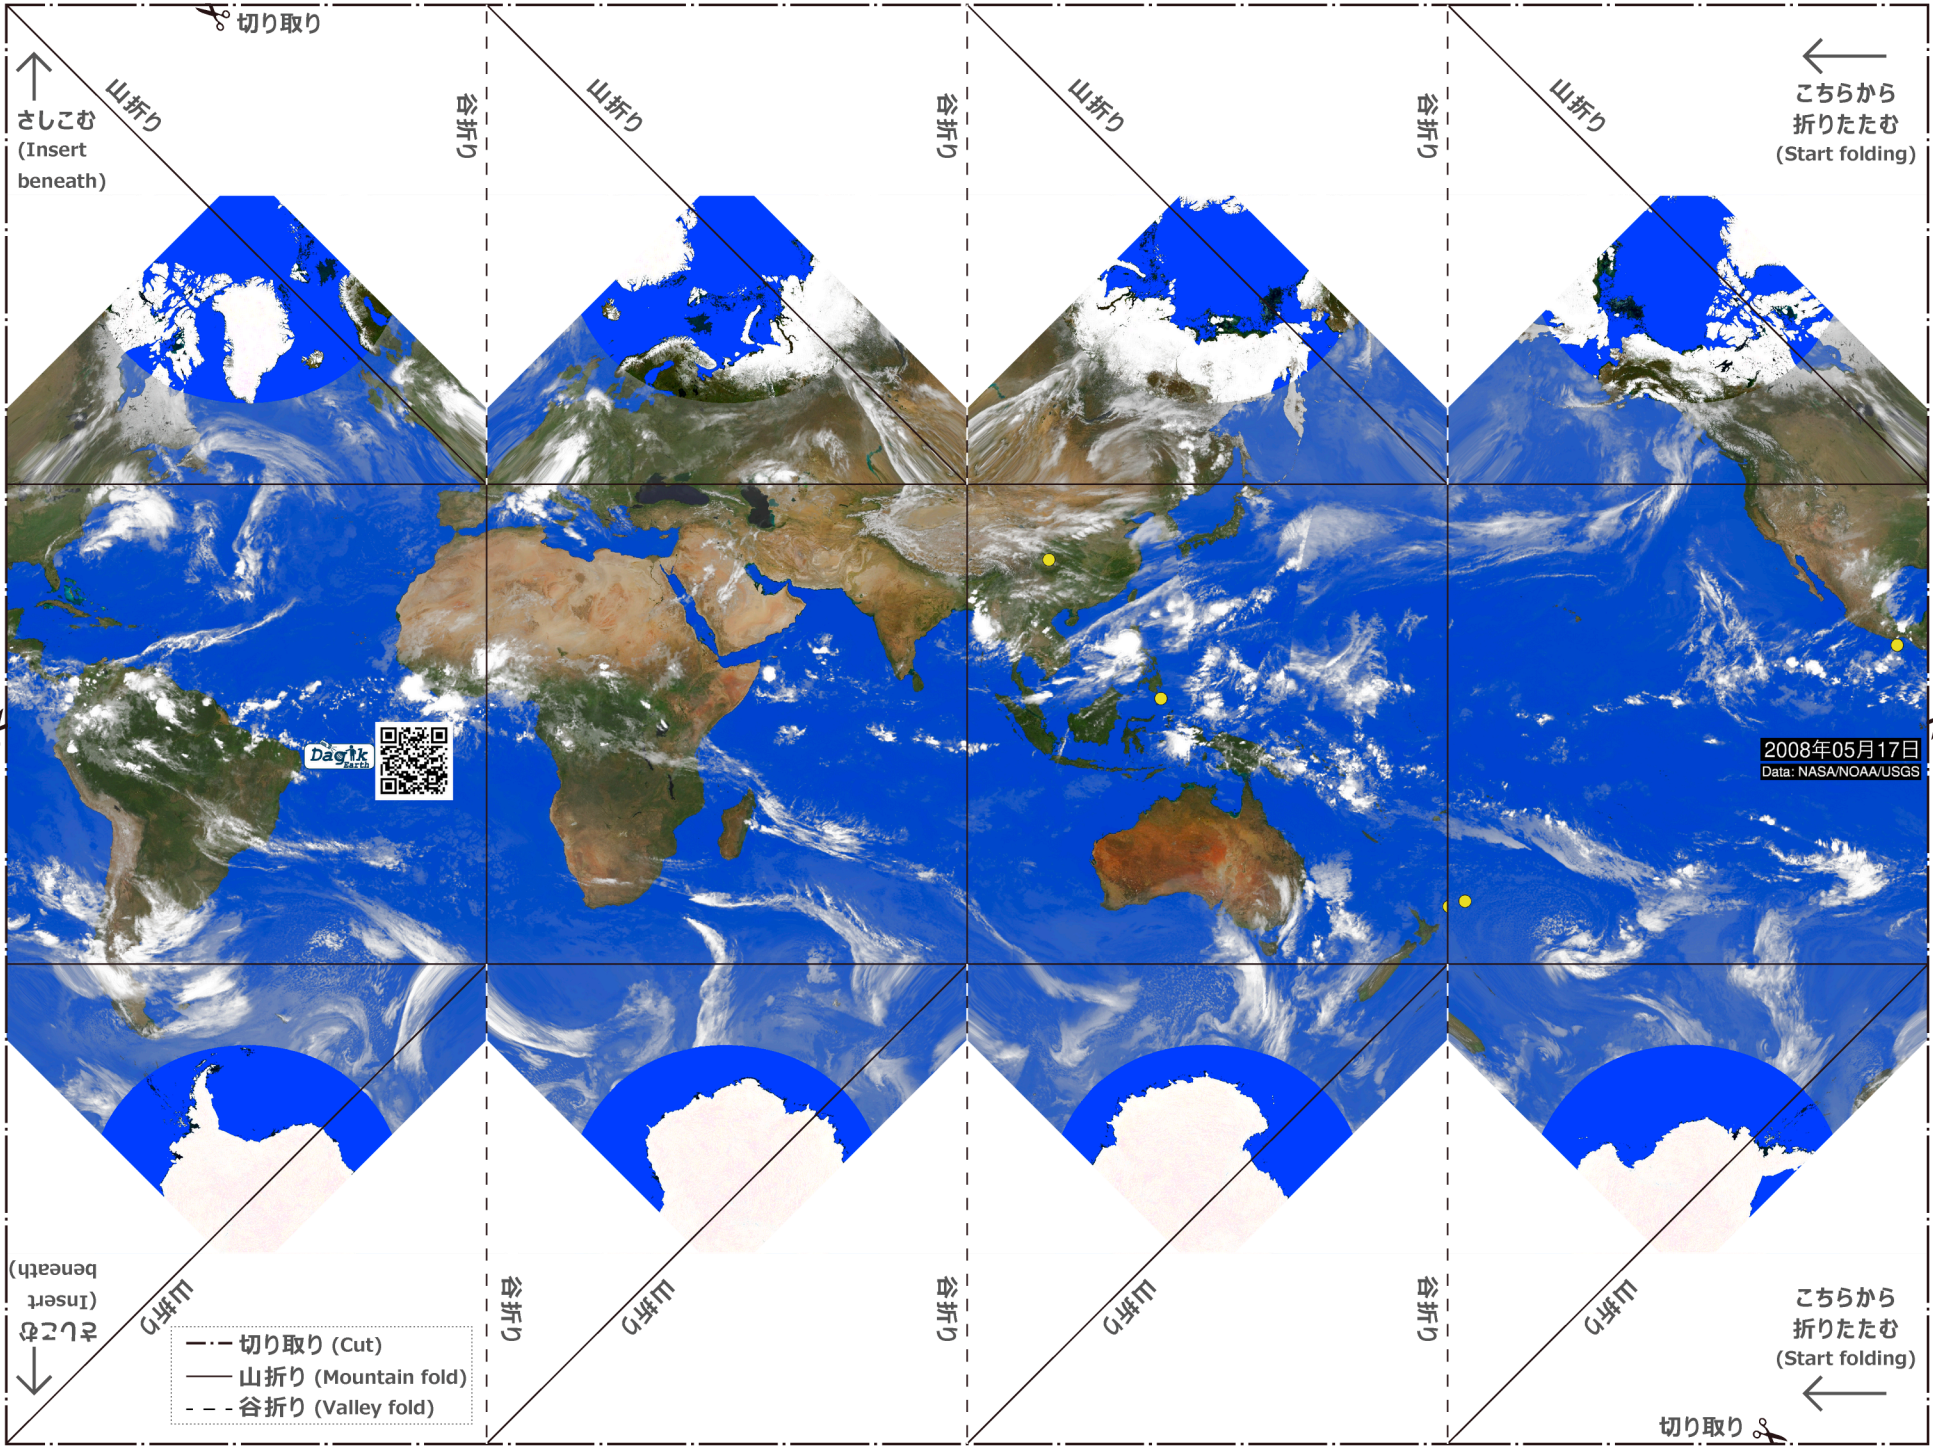 切り取り
山折り
谷折り
山折り
谷折り
山折り
谷折り
山折り
さしこむ
(Insert
beneath)
こちらから
折りたたむ
(Start folding)
Dagik
Earth
2008年05月17日
Data: NASA/NOAA/USGS
さしこむ
(Insert
beneath)
山折り
谷折り
山折り
谷折り
山折り
谷折り
山折り
切り取り (Cut)
山折り (Mountain fold)
谷折り (Valley fold)
こちらから
折りたたむ
(Start folding)
切り取り